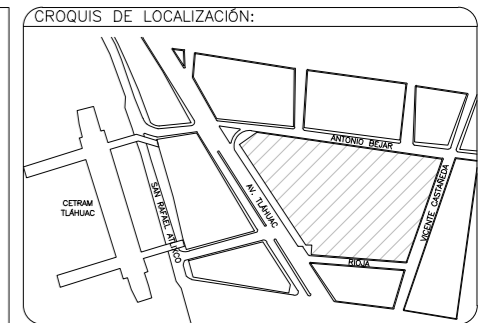 CROQUIS DE LOCALIZACIÓN:
ANTONIO BEJAR
CETRAM
TLÁHUAC
SAN RAFAEL ATLIXCO
AV. TLÁHUAC
VICENTE CASTAÑEDA
RIOJA